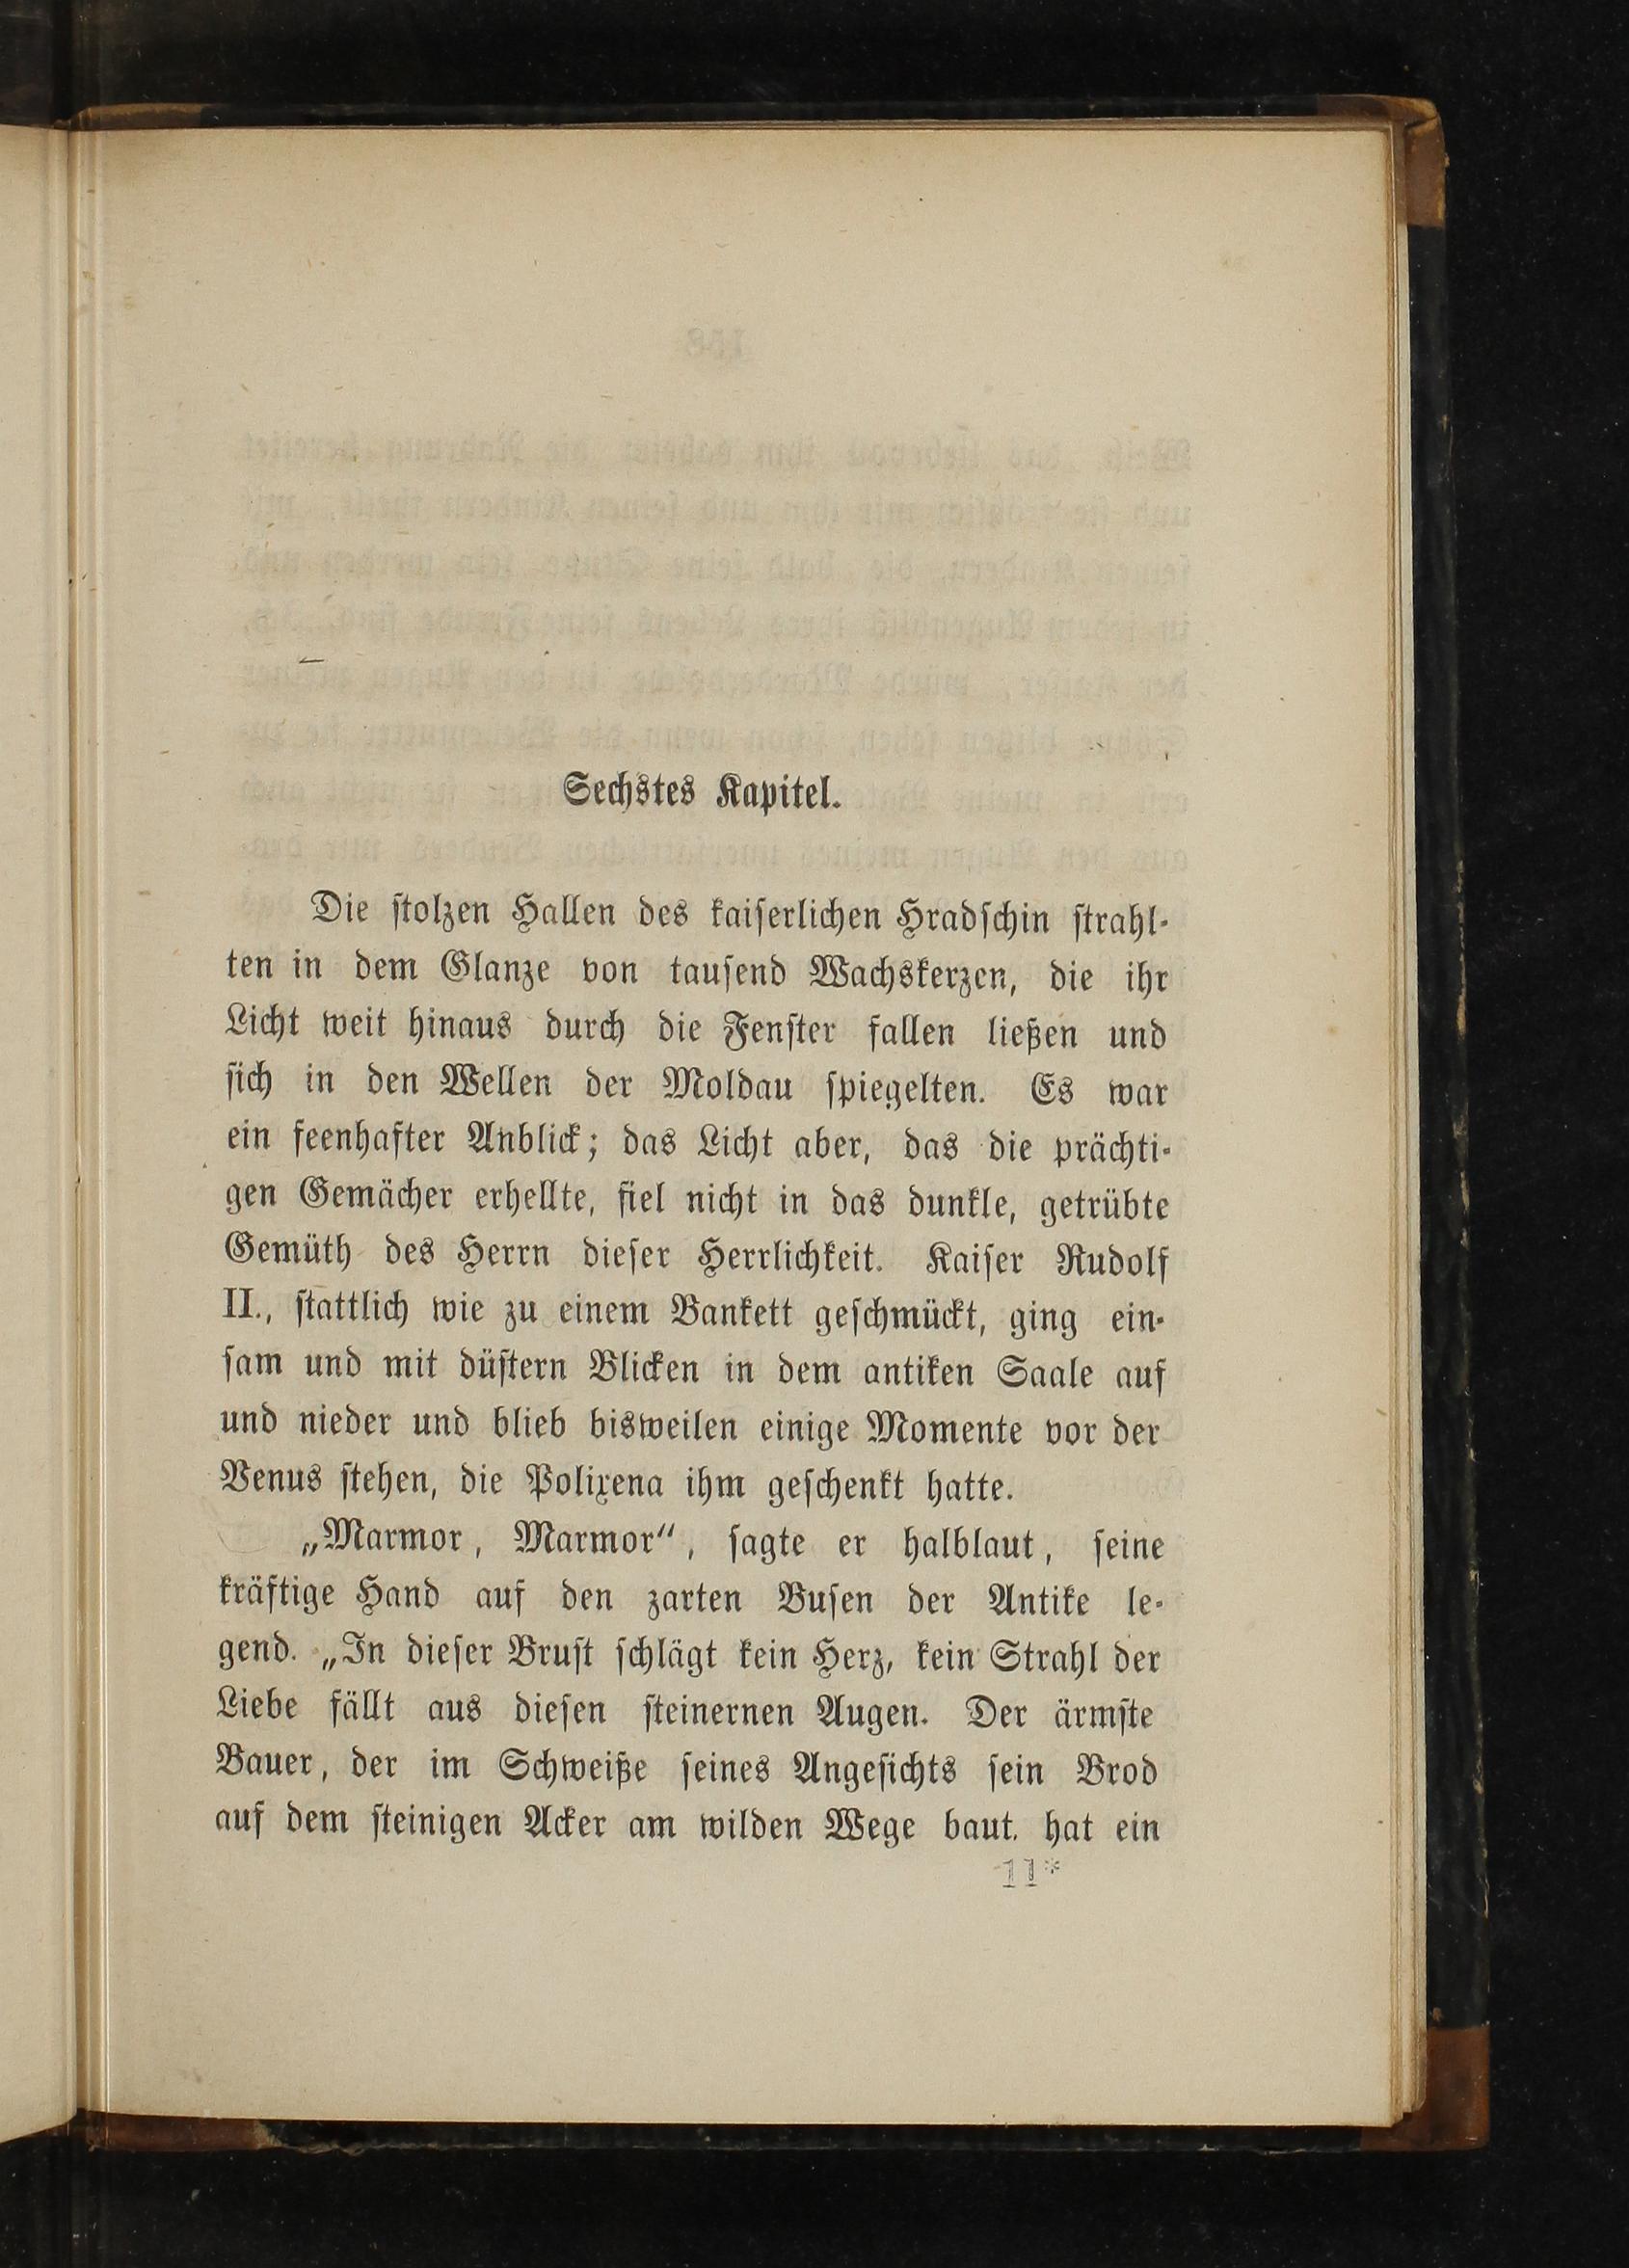 Sechstes Kapitel.
Die stolzen Hallen des kaiserlichen Hradschin strahl-
ten in dem Glanze von tausend Wachskerzen, die ihr
Licht weit hinaus durch die Fenster fallen ließen und
sich in den Wellen der Moldau spiegelten. Es war
ein feenhafter Anblick; das Licht aber, das die prächti-
gen Gemächer erhellte, fiel nicht in das dunkle, getrübte
Gemüth des Herrn dieser Herrlichkeit. Kaiser Rudolf
II., stattlich wie zu einem Bankett geschmückt, ging ein-
sam und mit düstern Blicken in dem antiken Saale auf
und nieder und blieb bisweilen einige Momente vor der
Venus stehen, die Polixena ihm geschenkt hatte.
„Marmor, Marmor“, sagte er halblaut, seine
kräftige Hand auf den zarten Busen der Antike le-
gend. „In dieser Brust schlägt kein Herz, kein Strahl der
Liebe fällt aus diesen steinernen Augen. Der ärmste
Bauer, der im Schweiße seines Angesichts sein Brod
auf dem steinigen Acker am wilden Wege baut. hat ein
11*